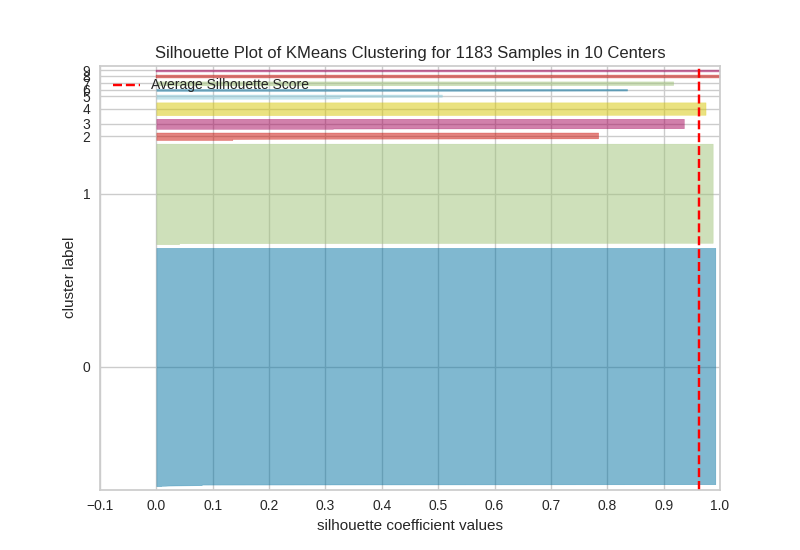 Silhouette Plot of KMeans Clustering for 1183 Samples in 10 Centers
9
8
7
6
5
4
3
2
1
0
Average Silhouette Score
cluster label
−0.1 0.0 0.1 0.2 0.3 0.4 0.5 0.6 0.7 0.8 0.9 1.0
silhouette coefficient values